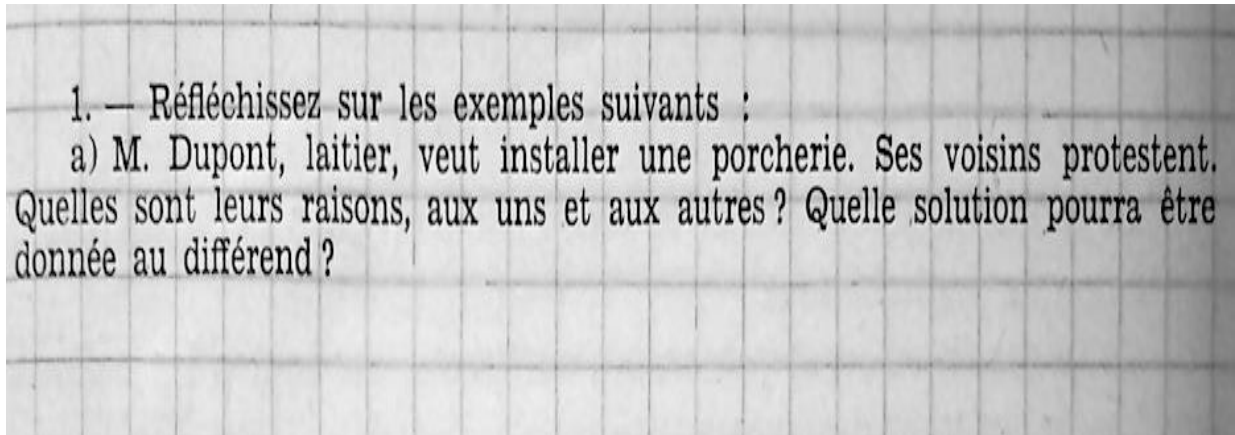 1. — Réfléchissez sur les exemples suivants :
a) M. Dupont, laitier, veut installer une porcherie. Ses voisins protestent.
Quelles sont leurs raisons, aux uns et aux autres ? Quelle solution pourra être
donnée au différend ?